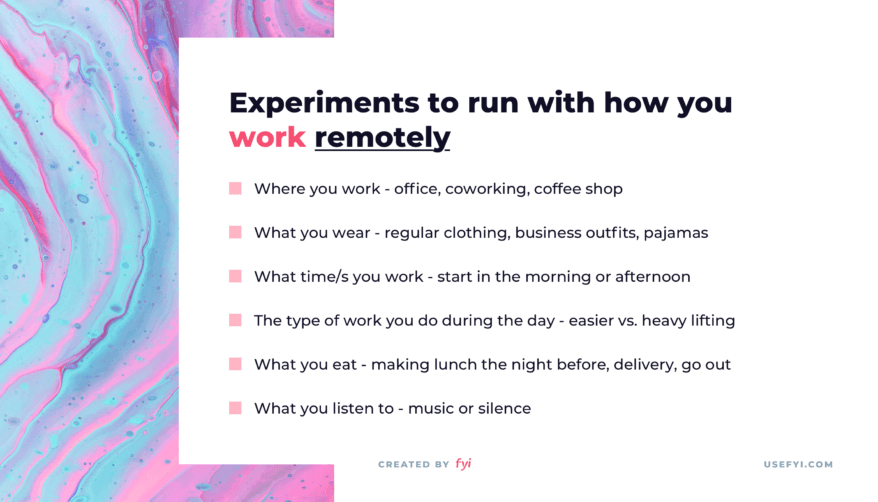 Experiments to run with how you
work remotely
Where you work - office, coworking, coffee shop
What you wear - regular clothing, business outfits, pajamas
What time/s you work - start in the morning or afternoon
The type of work you do during the day - easier vs. heavy lifting
What you eat - making lunch the night before, delivery, go out
What you listen to - music or silence
CREATED BY fyi
USEFYI.COM